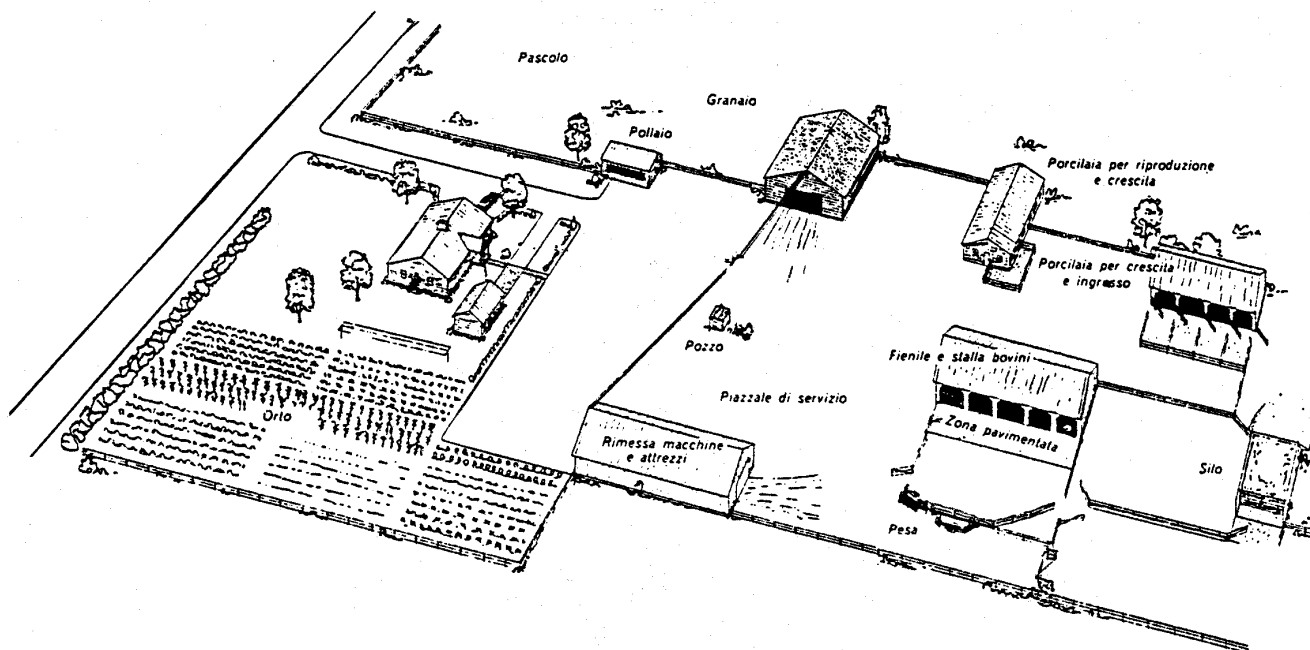 Pascolo
Granaio
Pollaio
Porcilaia per riproduzione
e crescita
Porcilaia per crescita
e ingrasso
Pozzo
Fienile e stalla bovini
Piazzale di servizio
Orto
Zona pavimentata
Rimessa macchine
e attrezzi
Silo
Pesa